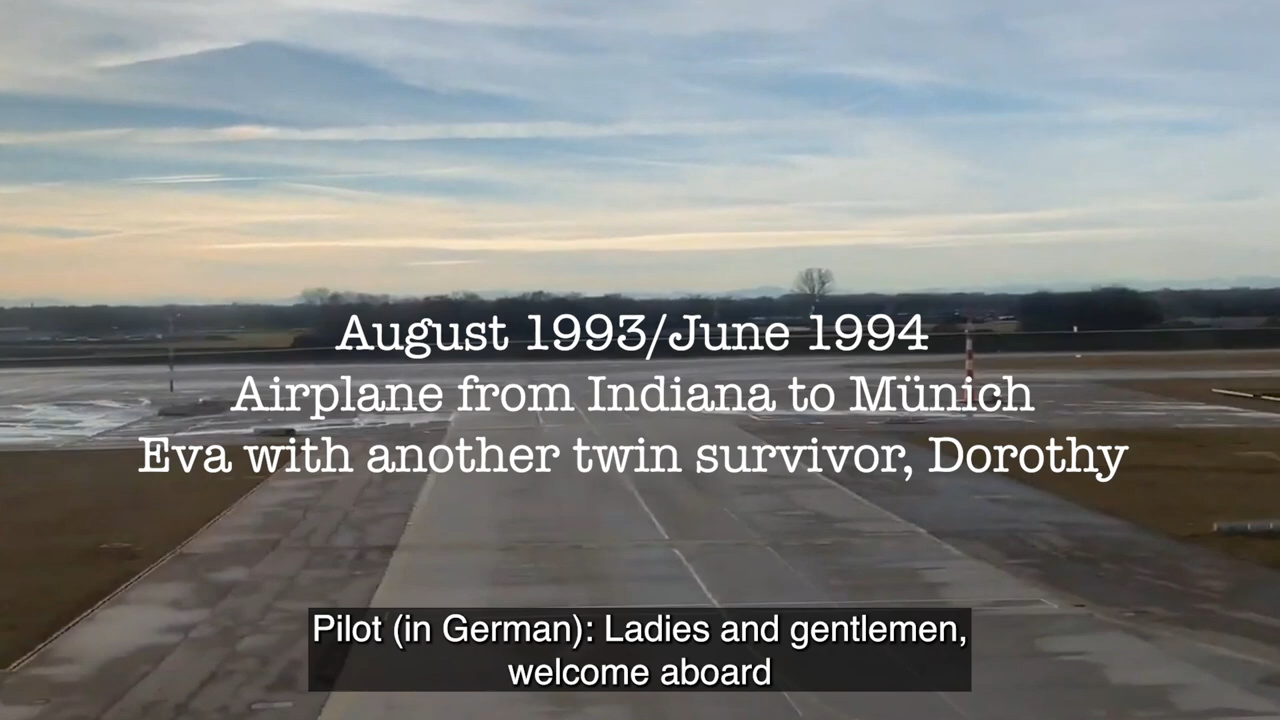 August 1993/June 1994
Airplane from Indiana to Münich
Eva with another twin survivor, Dorothy
Pilot (in German): Ladies and gentlemen,
welcome aboard